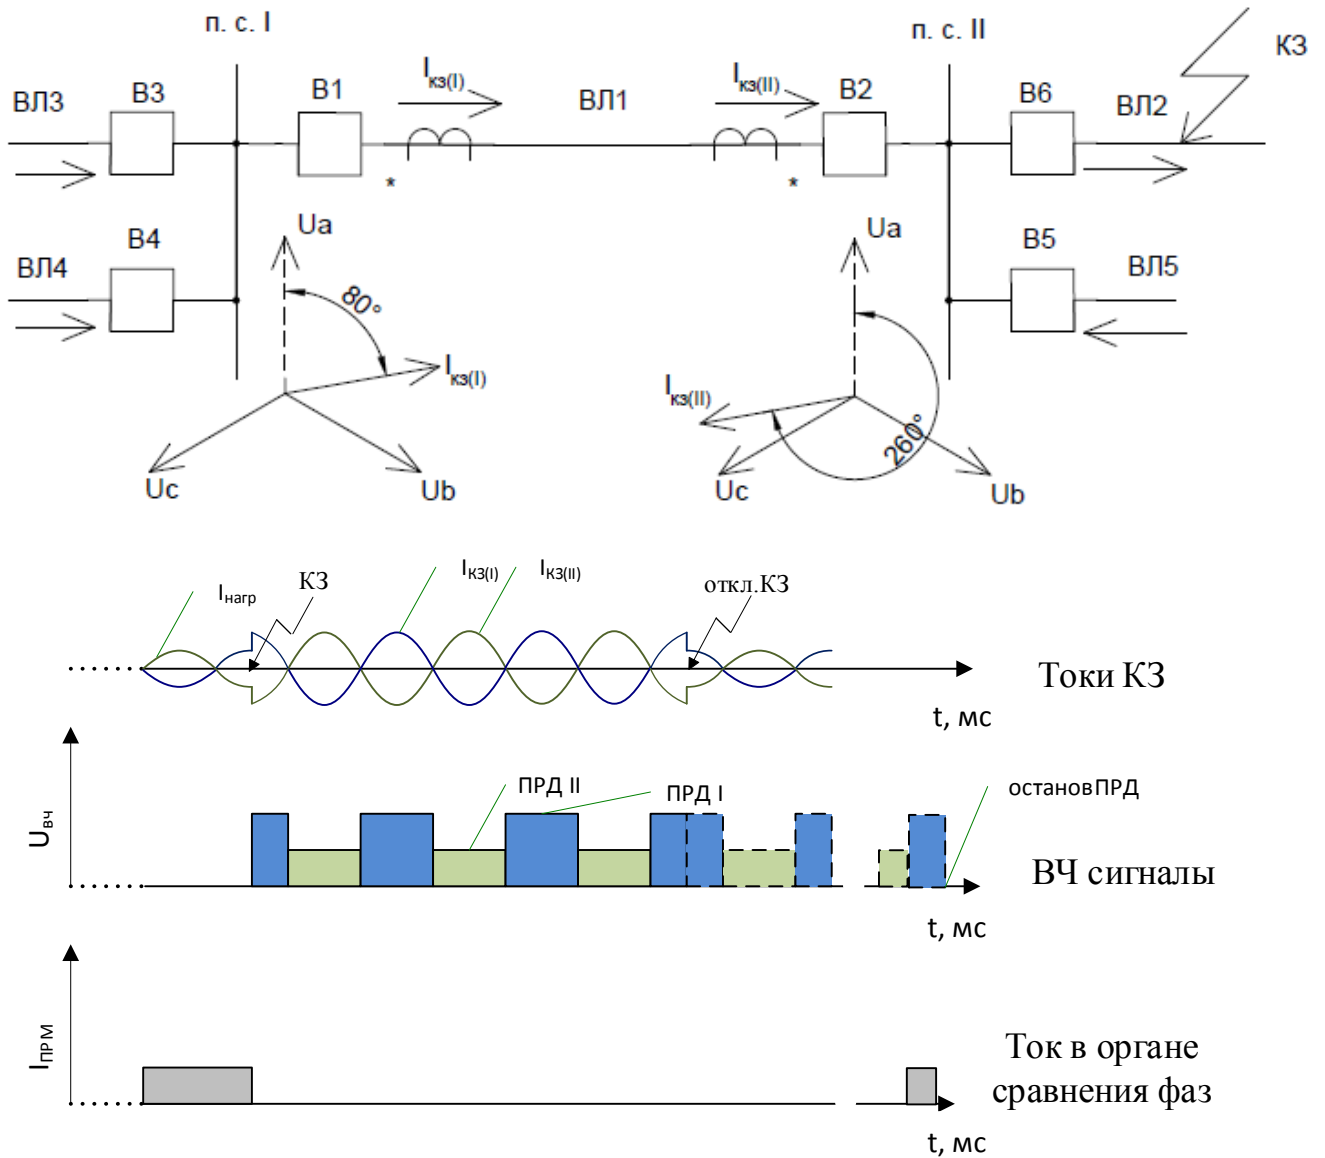 п. с. I
п. с. II
КЗ
ВЛ3
В3
В1
Iкз(I)
ВЛ1
Iкз(II)
В2
В6
ВЛ2
*
*
ВЛ4
В4
Ua
80°
Iкз(I)
Uc
Ub
Ua
Iкз(II)
260°
Uc
Ub
В5
ВЛ5
Iнагр
КЗ
IКЗ(I)
IКЗ(II)
откл.КЗ
Токи КЗ
t, мс
Uвч
ПРД II
ПРД I
останов ПРД
ВЧ сигналы
t, мс
IПРМ
Ток в органе
сравнения фаз
t, мс